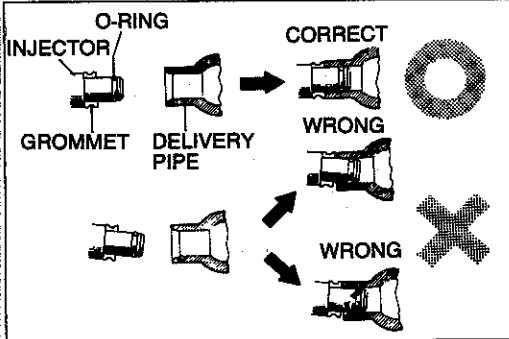 O-RING
INJECTOR
GROMMET
DELIVERY
PIPE
CORRECT
WRONG
WRONG